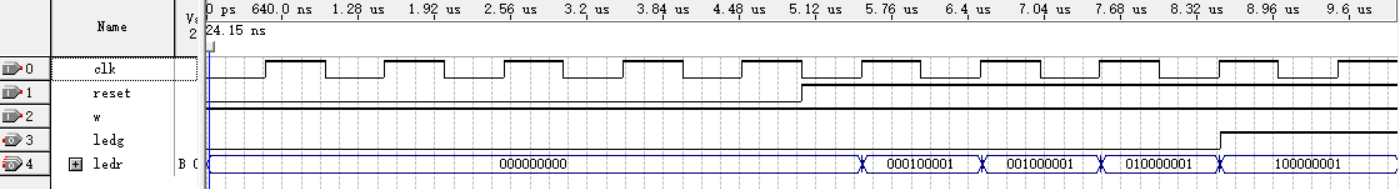 0 ps 640.0 ns 1.28 us 1.92 us 2.56 us 3.2 us 3.84 us 4.48 us 5.12 us 5.76 us 6.4 us 7.04 us 7.68 us 8.32 us 8.96 us 9.6 us
Name
24.15 ns
2
0 clk
1 reset
2 w
3 ledg
4 ledr B 000000000 000100001 001000001 010000001 100000001